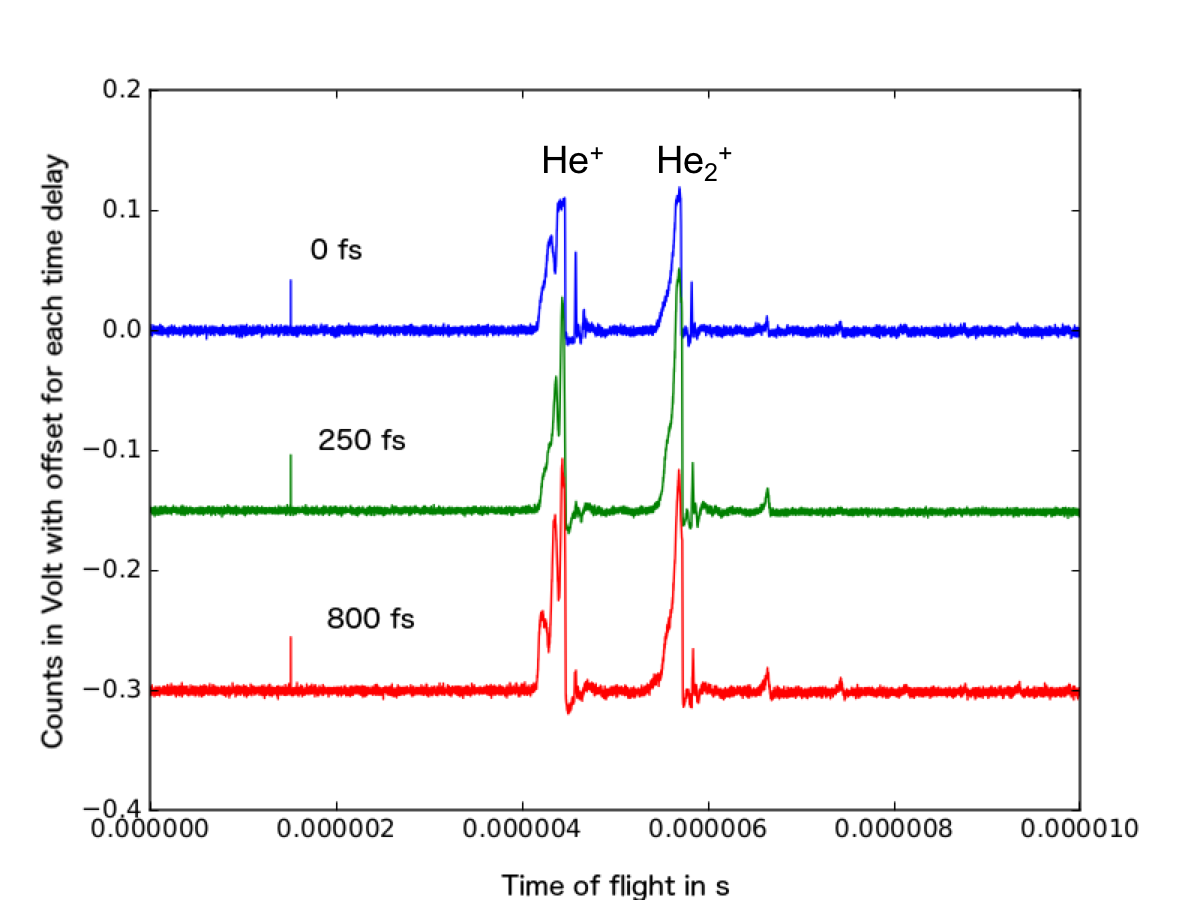 0.2
He⁺ He₂⁺
0.1
0 fs
0.0
250 fs
−0.1
−0.2
800 fs
−0.3
−0.4
0.000000 0.000002 0.000004 0.000006 0.000008 0.000010
Time of flight in s
Counts in Volt with offset for each time delay